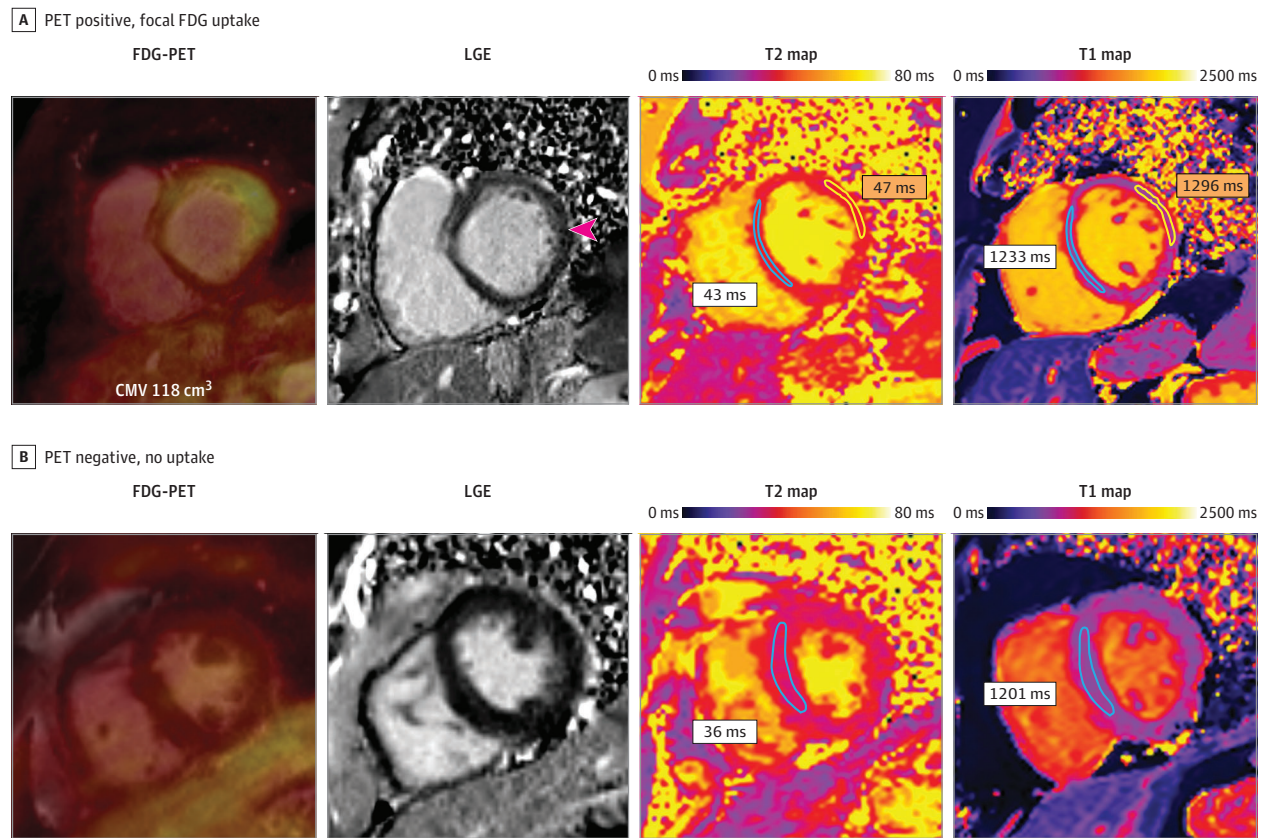 A PET positive, focal FDG uptake
FDG-PET
LGE
T2 map
T1 map
0 ms 80 ms
0 ms 2500 ms
47 ms
1296 ms
1233 ms
43 ms
CMV 118 cm³
B PET negative, no uptake
FDG-PET
LGE
T2 map
T1 map
0 ms 80 ms
0 ms 2500 ms
1201 ms
36 ms